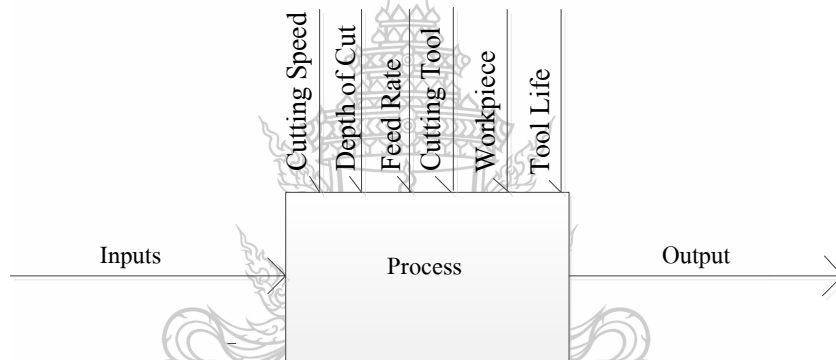 Cutting Speed
Depth of Cut
Feed Rate
Cutting Tool
Workpiece
Tool Life
Inputs
Process
Output